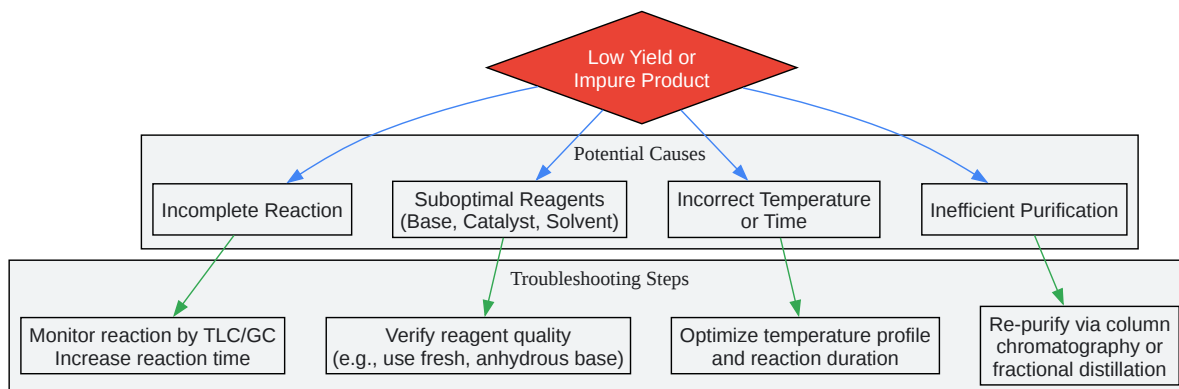 Low Yield or
Impure Product
Potential Causes
Incomplete Reaction
Suboptimal Reagents
(Base, Catalyst, Solvent)
Incorrect Temperature
or Time
Inefficient Purification
Troubleshooting Steps
Monitor reaction by TLC/GC
Increase reaction time
Verify reagent quality
(e.g., use fresh, anhydrous base)
Optimize temperature profile
and reaction duration
Re-purify via column
chromatography or
fractional distillation